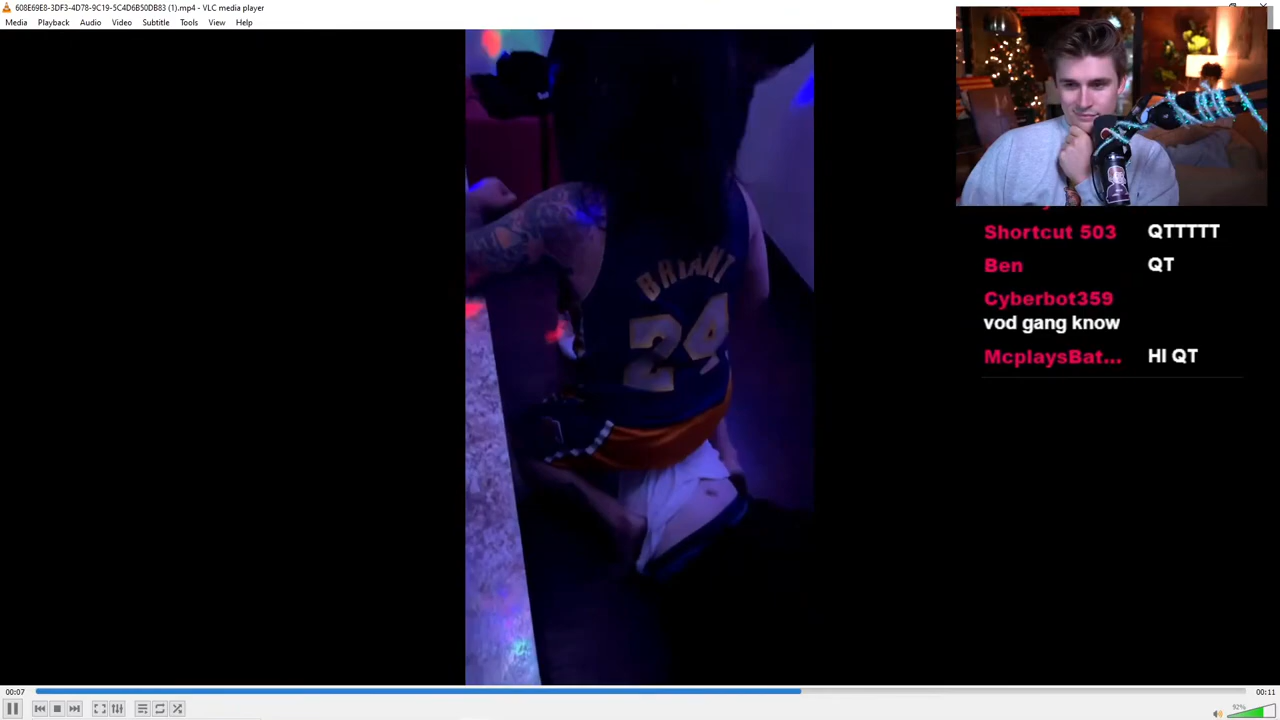 608E69E8-3DF3-4D78-9C19-5C4D6B50DB83 (1).mp4 - VLC media player
Media Playback Audio Video Subtitle Tools View Help
BRYANT
24
Shortcut 503 QTTTTT
Ben QT
Cyberbot359
vod gang know
McplaysBat... HI QT
00:07
00:11
92%